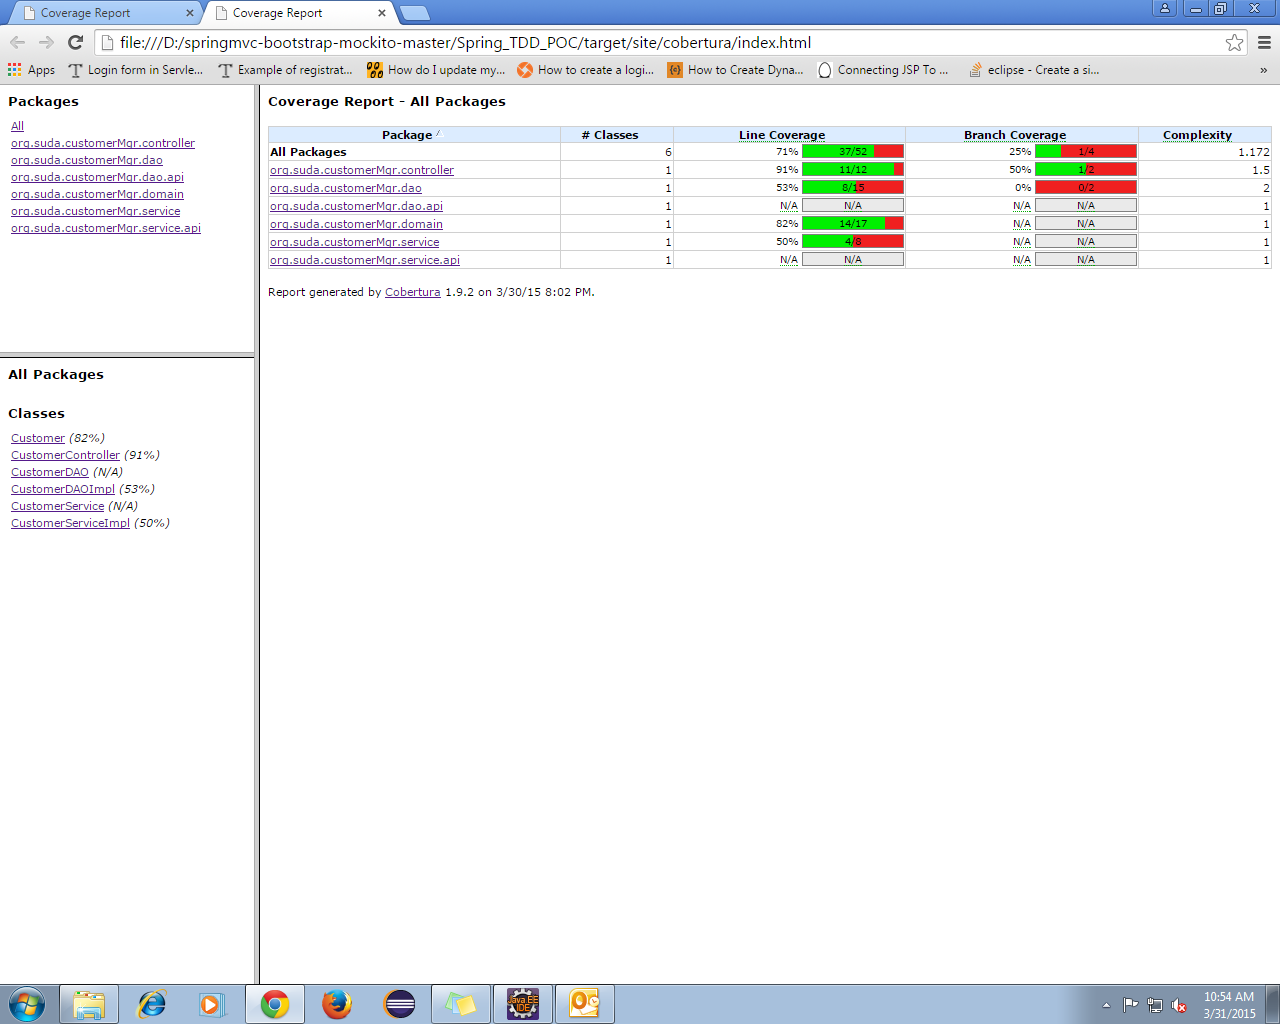 Coverage Report
Coverage Report
file:///D:/springmvc-bootstrap-mockito-master/Spring_TDD_POC/target/site/cobertura/index.html
Apps Login form in Servle... Example of registrat... How do I update my... How to create a logi... How to Create Dyna... Connecting JSP To ... eclipse - Create a si... »
Packages
All
org.suda.customerMgr.controller
org.suda.customerMgr.dao
org.suda.customerMgr.dao.api
org.suda.customerMgr.domain
org.suda.customerMgr.service
org.suda.customerMgr.service.api
All Packages
Classes
Customer (82%)
CustomerController (91%)
CustomerDAO (N/A)
CustomerDAOImpl (53%)
CustomerService (N/A)
CustomerServiceImpl (50%)
Coverage Report - All Packages
Package # Classes Line Coverage Branch Coverage Complexity
All Packages 6 71% 37/52 25% 1/4 1.172
org.suda.customerMgr.controller 1 91% 11/12 50% 1/2 1.5
org.suda.customerMgr.dao 1 53% 8/15 0% 0/2 2
org.suda.customerMgr.dao.api 1 N/A N/A N/A N/A 1
org.suda.customerMgr.domain 1 82% 14/17 N/A N/A 1
org.suda.customerMgr.service 1 50% 4/8 N/A N/A 1
org.suda.customerMgr.service.api 1 N/A N/A N/A N/A 1
Report generated by Cobertura 1.9.2 on 3/30/15 8:02 PM.
Java EE
IDE
10:54 AM
3/31/2015